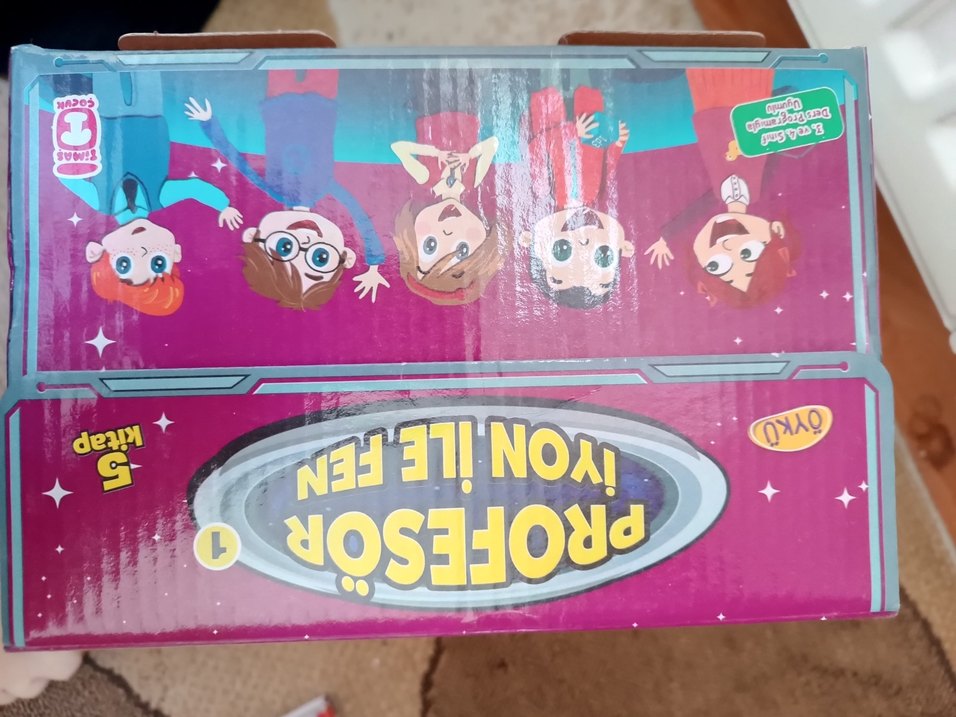 ÖYKÜ
PROFESÖR
İYON İLE FEN
1
5
kitap
3. ve 4. Sınıf
Ders Programıyla
Uyumlu
TİMAŞ
ÇOCUK